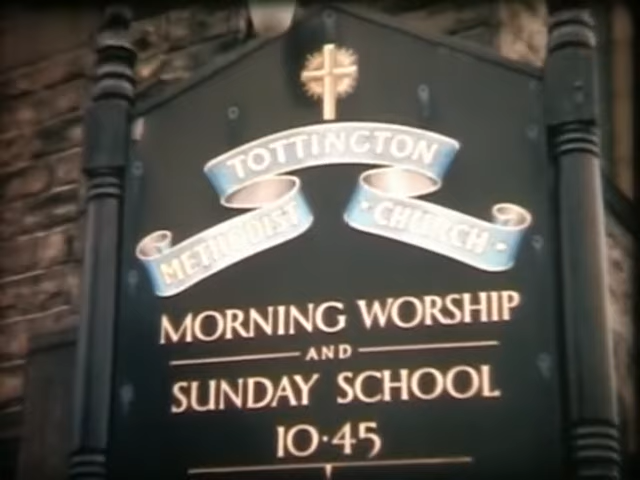 TOTTINGTON
METHODIST CHURCH
MORNING WORSHIP
AND
SUNDAY SCHOOL
10·45